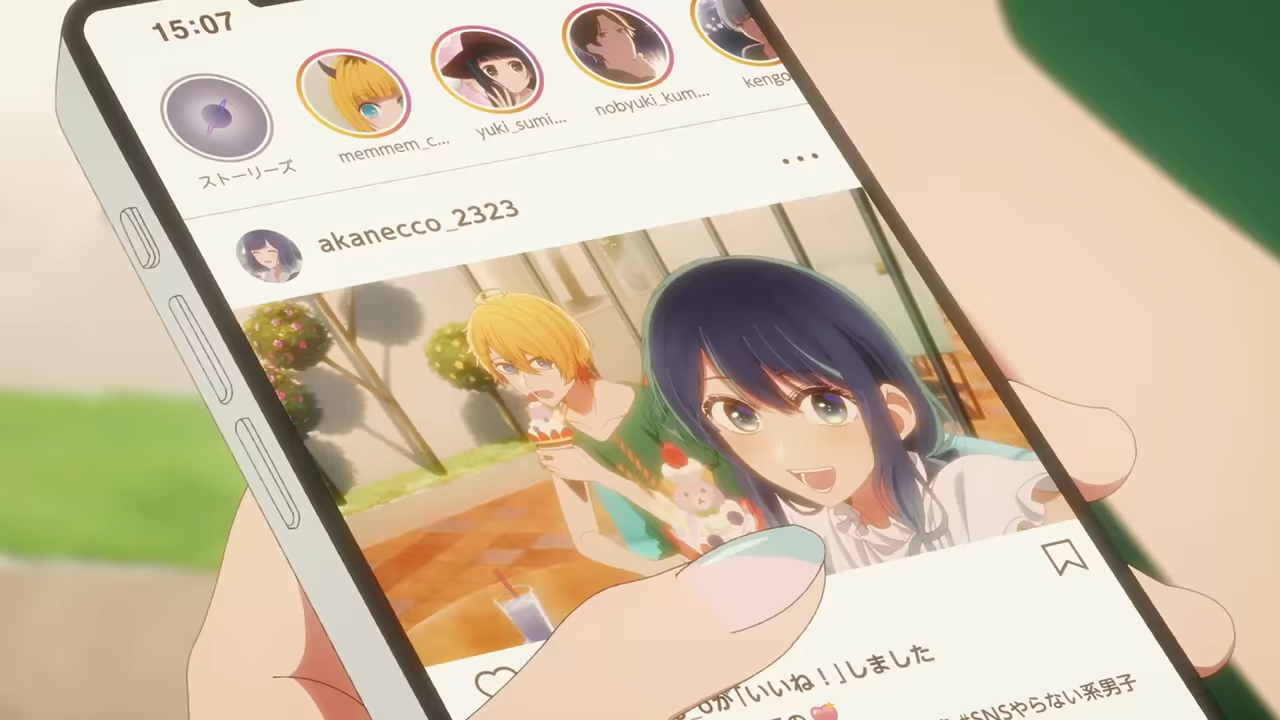 15:07
ストーリーズ
memmem_c...
yuki_sumi...
nobyuki_kum...
kengo
akanecco_2323
が「いいね！」しました
#SNSやらない系男子